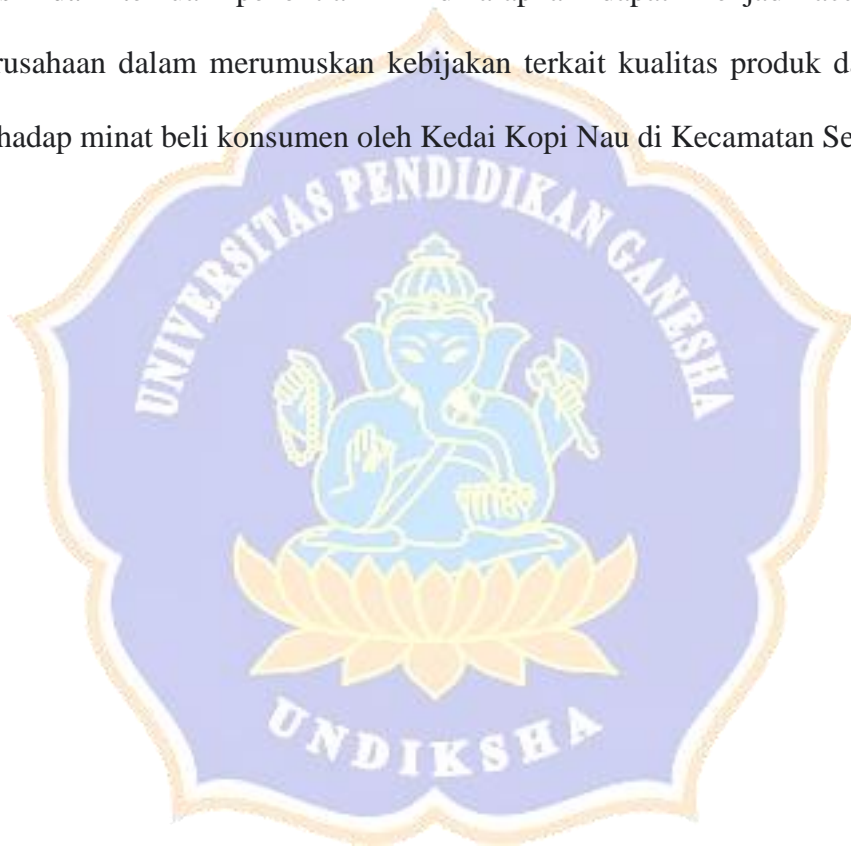 rusahaan dalam merumuskan kebijakan terkait kualitas produk
hadap minat beli konsumen oleh Kedai Kopi Nau di Kecamatan
UNIVERSITAS PENDIDIKAN GANESHA
UNDIKSHA